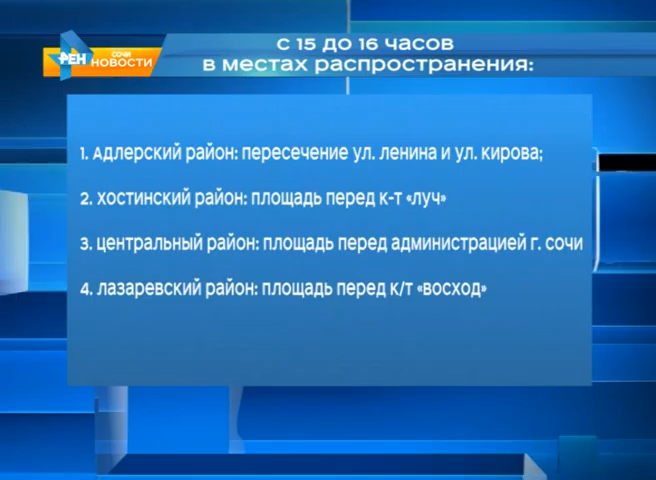 с 15 до 16 часов
в местах распространения:
РЕН
СОЧИ
НОВОСТИ
1. Адлерский район: пересечение ул. ленина и ул. кирова;
2. хостинский район: площадь перед к-т «луч»
3. центральный район: площадь перед администрацией г. сочи
4. лазаревский район: площадь перед к/т «восход»